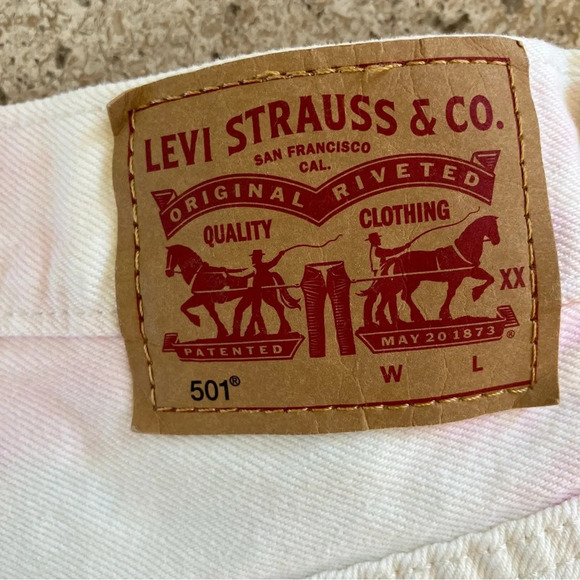 LEVI STRAUSS & CO.
SAN FRANCISCO
CAL.
ORIGINAL RIVETED
QUALITY CLOTHING
XX
PATENTED MAY 20 1873 ®
501® W L